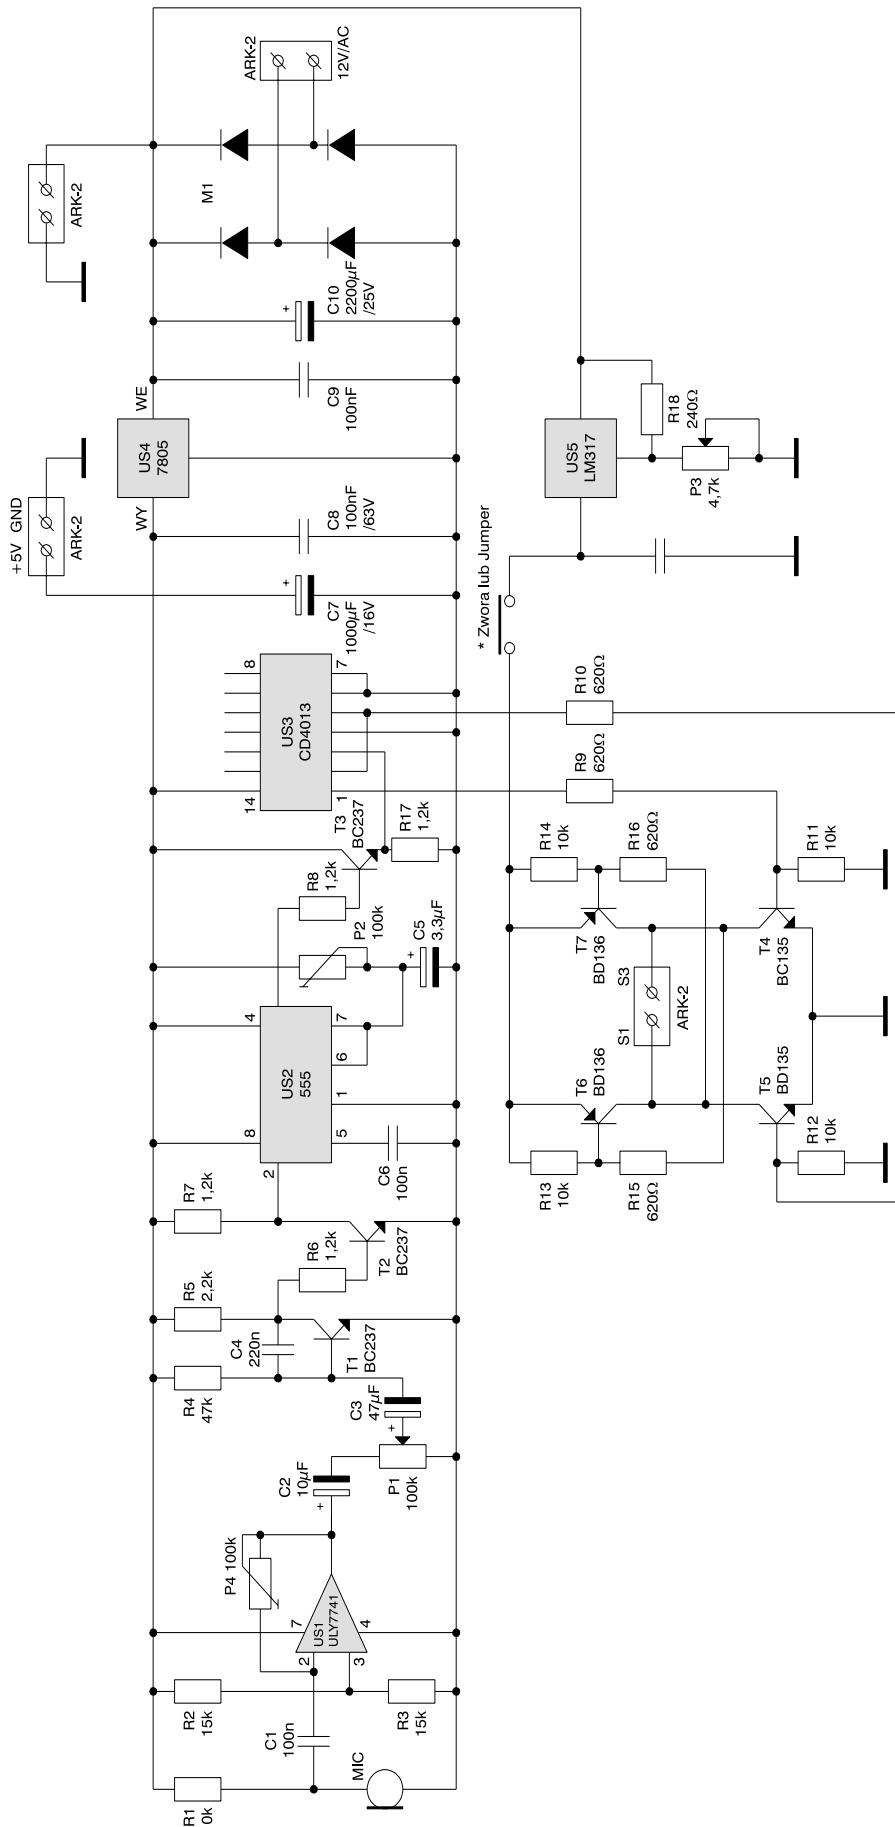 +5V GND
ARK-2
ARK-2
ARK-2
12V/AC
M1
WY
US4
7805
WE
C7
1000µF
/16V
C8
100nF
/63V
C9
100nF
C10
2200µF
/25V
R1
0k
MIC
C1
100n
R2
15k
R3
15k
P4 100k
US1
ULY7741
2
3
7
4
C2
10µF
+
P1
100k
C3
47µF
+
R4
47k
C4
220n
R5
2,2k
T1
BC237
R6
1,2k
T2
BC237
R7
1,2k
US2
555
2
8
4
5
1
6
7
C6
100n
P2
100k
C5
3,3µF
+
R8
1,2k
T3
BC237
R17
1,2k
US3
CD4013
14
8
1
7
+
+
* Zwora lub Jumper
US5
LM317
R18
240Ω
P3
4,7k
R9
620Ω
R10
620Ω
R13
10k
R15
620Ω
T6
BD136
S1
S3
ARK-2
T7
BD136
R14
10k
R16
620Ω
R12
10k
T5
BD135
T4
BC135
R11
10k